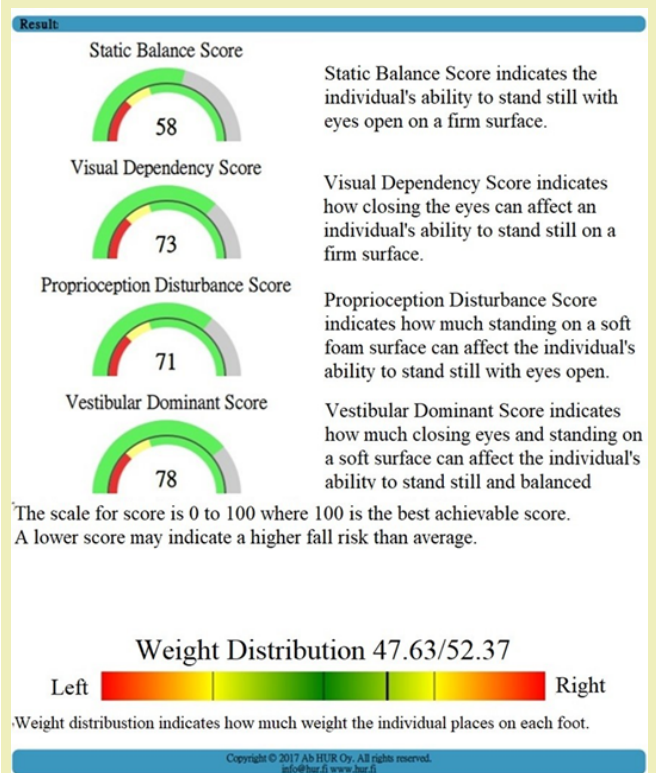 Result:
Static Balance Score
58
Static Balance Score indicates the
individual's ability to stand still with
eyes open on a firm surface.
Visual Dependency Score
73
Visual Dependency Score indicates
how closing the eyes can affect an
individual's ability to stand still on a
firm surface.
Proprioception Disturbance Score
71
Proprioception Disturbance Score
indicates how much standing on a soft
foam surface can affect the individual's
ability to stand still with eyes open.
Vestibular Dominant Score
78
Vestibular Dominant Score indicates
how much closing eyes and standing on
a soft surface can affect the individual's
ability to stand still and balanced
The scale for score is 0 to 100 where 100 is the best achievable score.
A lower score may indicate a higher fall risk than average.
Weight Distribution 47.63/52.37
Left
Right
Weight distribustion indicates how much weight the individual places on each foot.
Copyright © 2017 Ab HUR Oy. All rights reserved.
info@hur.fi www.hur.fi